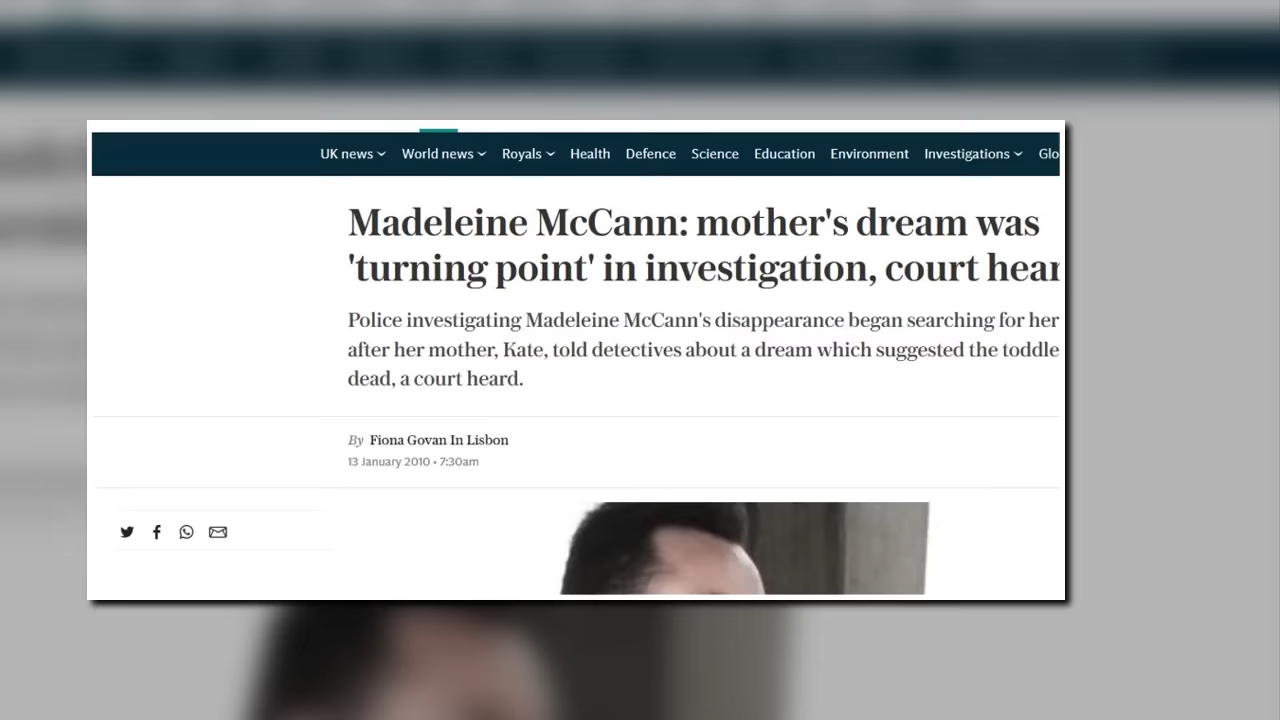 UK news World news Royals Health Defence Science Education Environment Investigations Glo
Madeleine McCann: mother's dream was
'turning point' in investigation, court hear
Police investigating Madeleine McCann's disappearance began searching for her
after her mother, Kate, told detectives about a dream which suggested the toddle
dead, a court heard.
By Fiona Govan In Lisbon
13 January 2010 • 7:30am